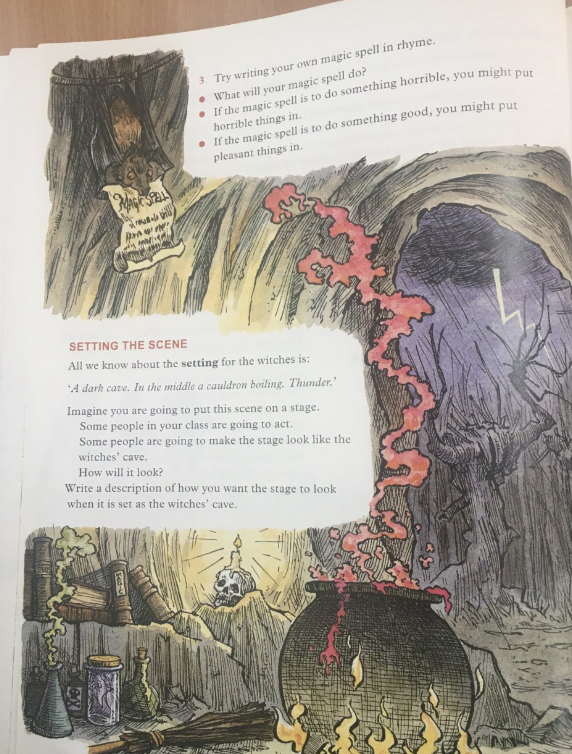 3 Try writing your own magic spell in rhyme.
• What will your magic spell do?
• If the magic spell is to do something horrible, you might put
horrible things in.
• If the magic spell is to do something good, you might put
pleasant things in.
MAGIC SPELL
SETTING THE SCENE
All we know about the setting for the witches is:
'A dark cave. In the middle a cauldron boiling. Thunder.'
Imagine you are going to put this scene on a stage.
Some people in your class are going to act.
Some people are going to make the stage look like the
witches' cave.
How will it look?
Write a description of how you want the stage to look
when it is set as the witches' cave.